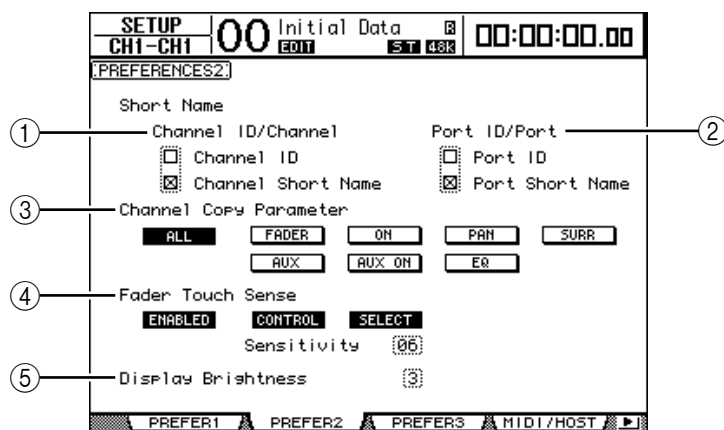 SETUP
CH1-CH1
00 Initial Data R
EDIT ST 48K
00:00:00.00
PREFERENCES2
Short Name
① Channel ID/Channel Port ID/Port ②
Channel ID Port ID
Channel Short Name Port Short Name
③ Channel Copy Parameter
ALL FADER ON PAN SURR
AUX AUX ON EQ
④ Fader Touch Sense
ENABLED CONTROL SELECT
Sensitivity 06
⑤ Display Brightness 3
PREFER1 PREFER2 PREFER3 MIDI/HOST